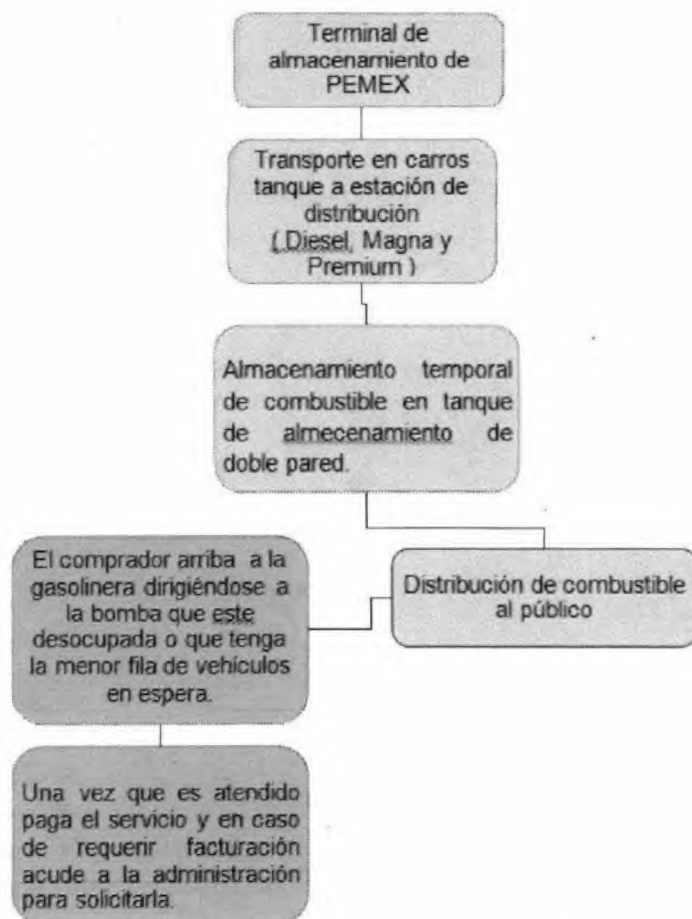 Terminal de
almacenamiento de
PEMEX
Transporte en carros
tanque a estación de
distribución
( Diesel, Magna y
Premium )
Almacenamiento temporal
de combustible en tanque
de almecenamiento de
doble pared.
Distribución de combustible
al público
El comprador arriba a la
gasolinera dirigiéndose a
la bomba que este
desocupada o que tenga
la menor fila de vehículos
en espera.
Una vez que es atendido
paga el servicio y en caso
de requerir facturación
acude a la administración
para solicitarla.